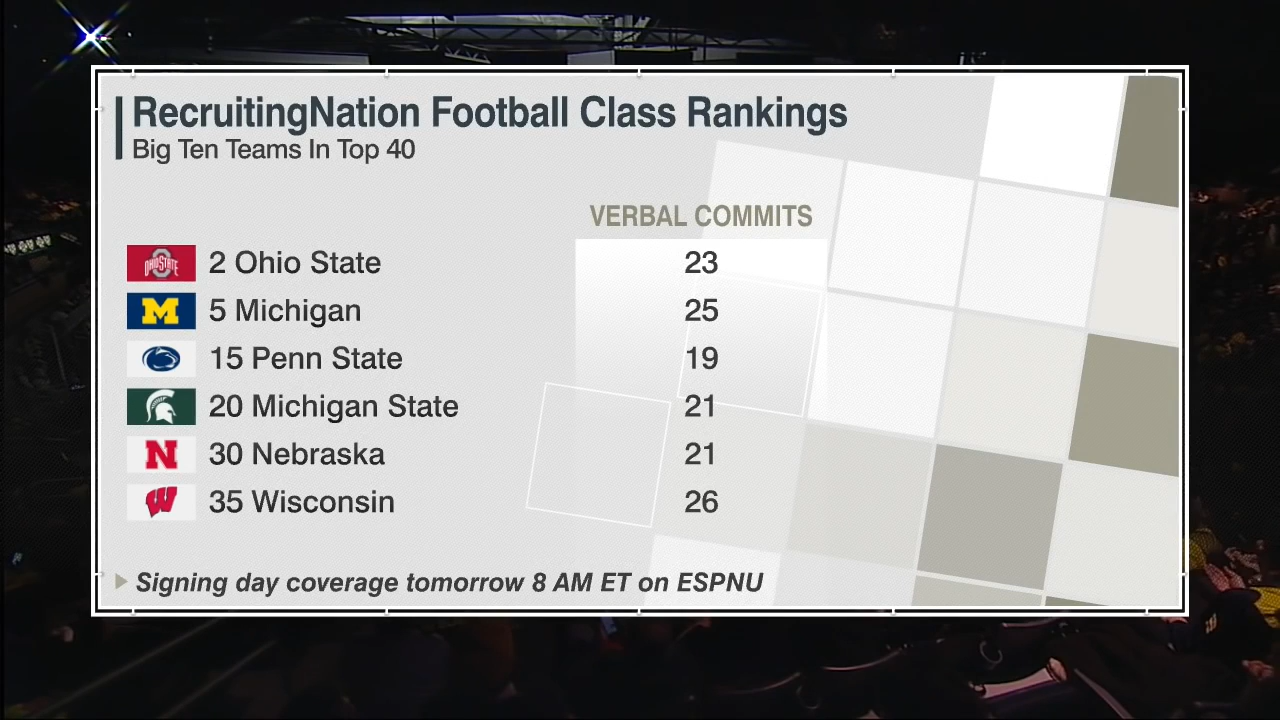 RecruitingNation Football Class Rankings
Big Ten Teams In Top 40
VERBAL COMMITS
OHIO STATE 2 Ohio State 23
M 5 Michigan 25
15 Penn State 19
20 Michigan State 21
N 30 Nebraska 21
W 35 Wisconsin 26
Signing day coverage tomorrow 8 AM ET on ESPNU